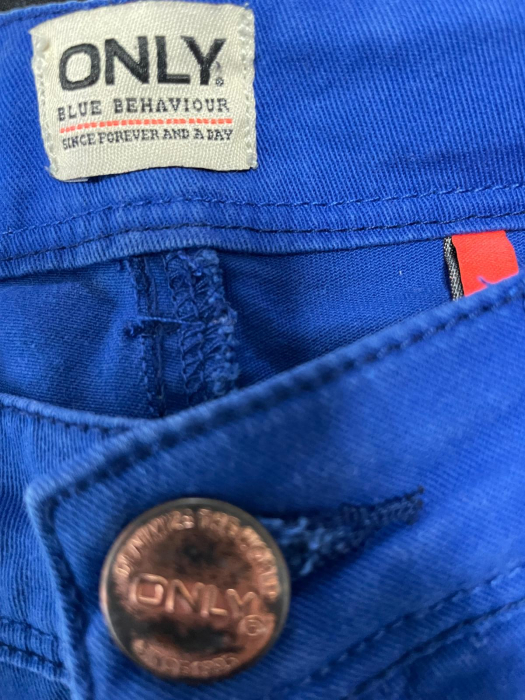 ONLY®
BLUE BEHAVIOUR
SINCE FOREVER AND A DAY
ONLY®